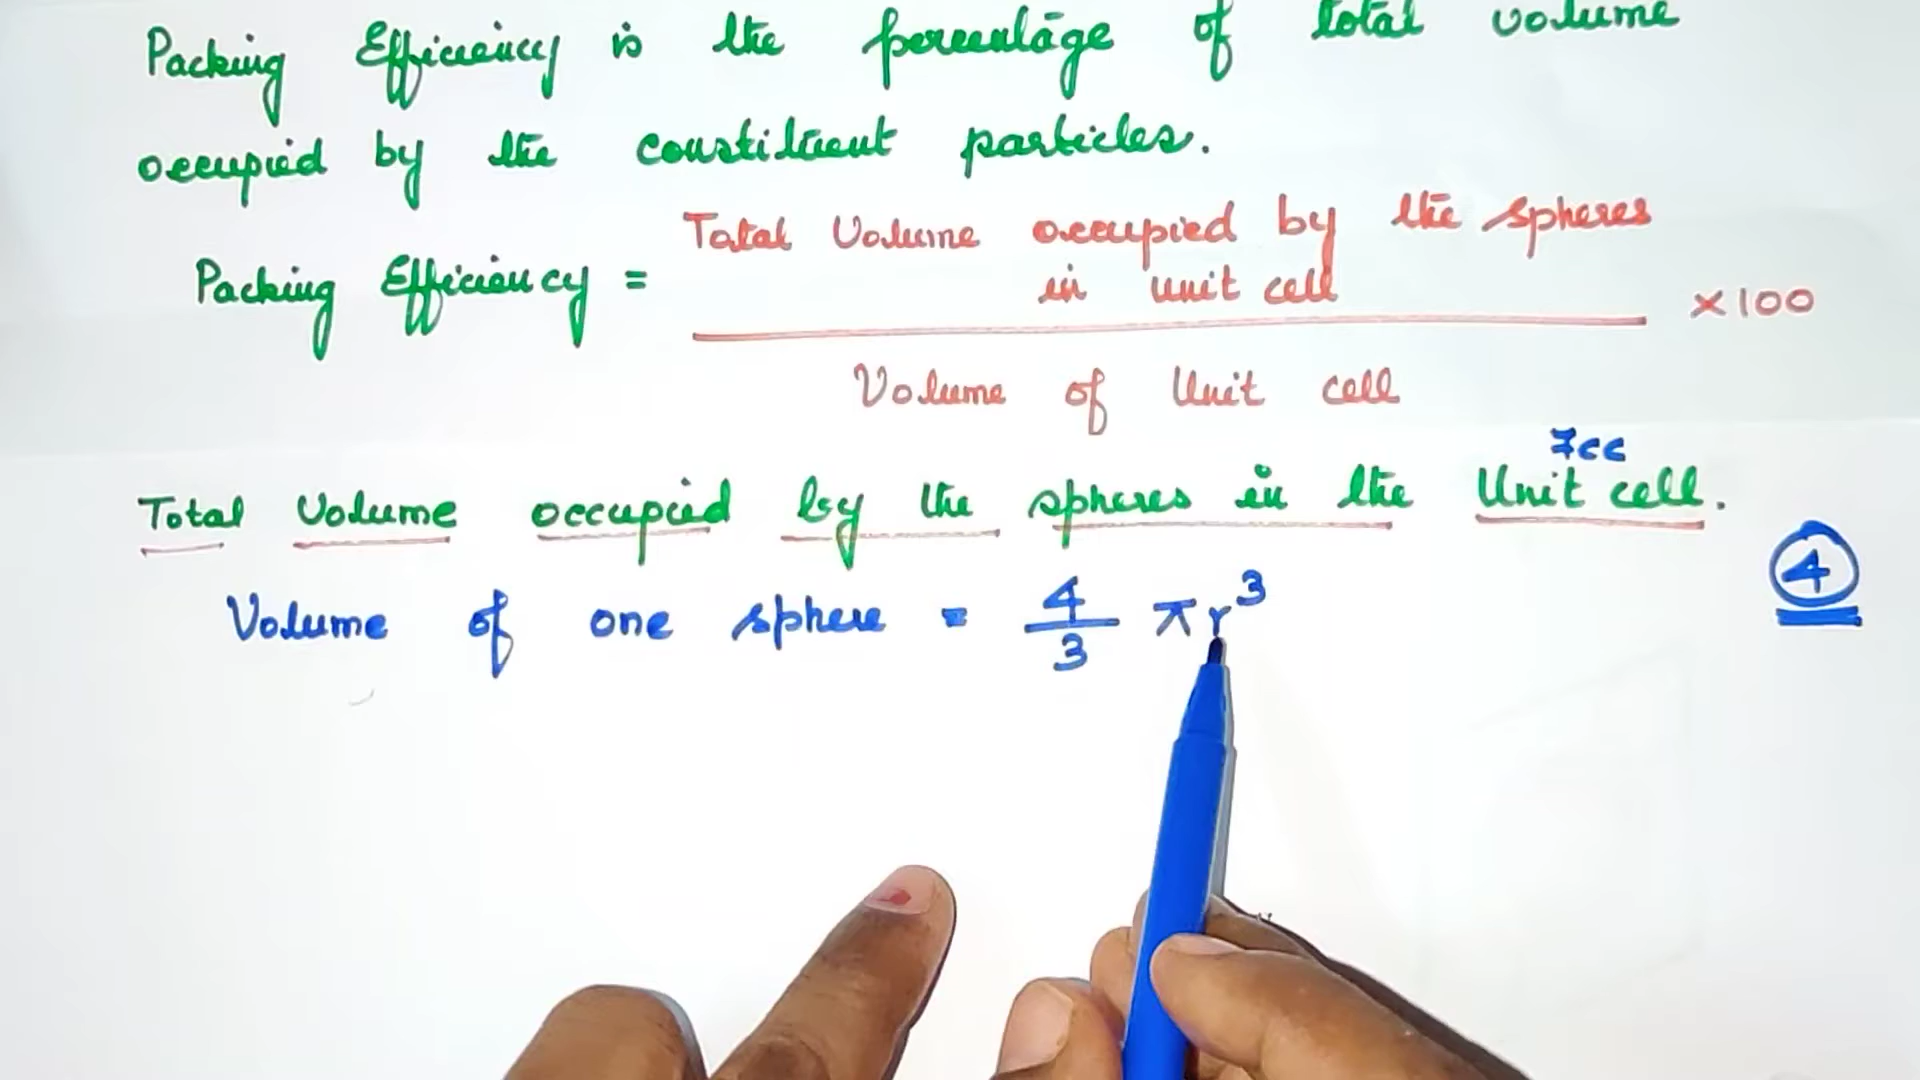 Packing Efficiency is the percentage of total volume
occupied by the constituent particles.
Total Volume occupied by the spheres
in unit cell
Packing Efficiency = × 100
Volume of Unit cell
Fcc
Total Volume occupied by the spheres in the Unit cell.
4
Volume of one sphere = 4/3 πr³